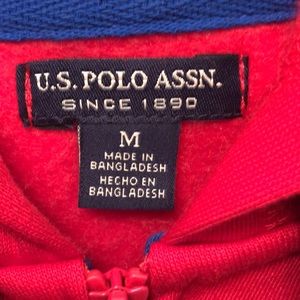 U.S. POLO ASSN.
SINCE 1890
M
MADE IN
BANGLADESH
HECHO EN
BANGLADESH